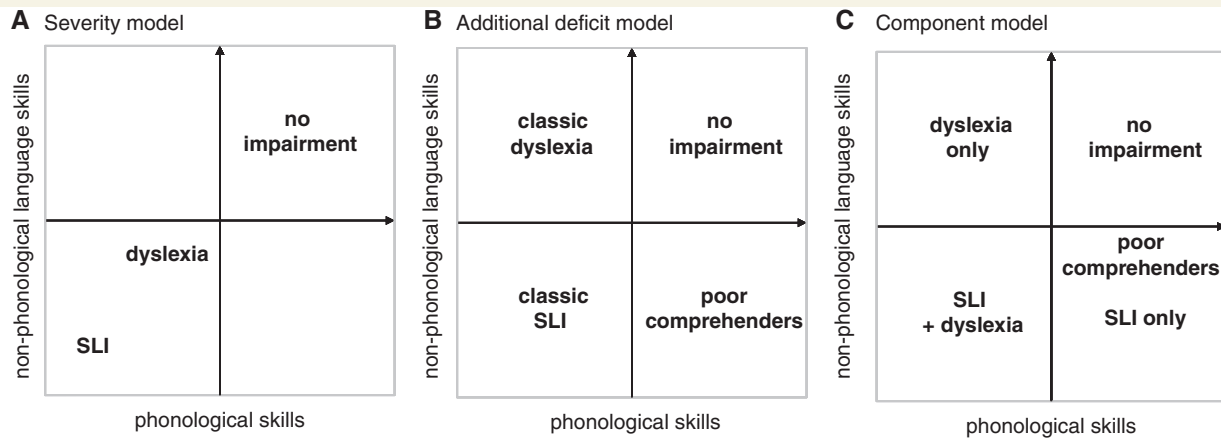 A Severity model
non-phonological language skills
no
impairment
dyslexia
SLI
phonological skills
B Additional deficit model
non-phonological language skills
classic
dyslexia
no
impairment
classic
SLI
poor
comprehenders
phonological skills
C Component model
non-phonological language skills
dyslexia
only
no
impairment
SLI
+ dyslexia
poor
comprehenders
SLI only
phonological skills